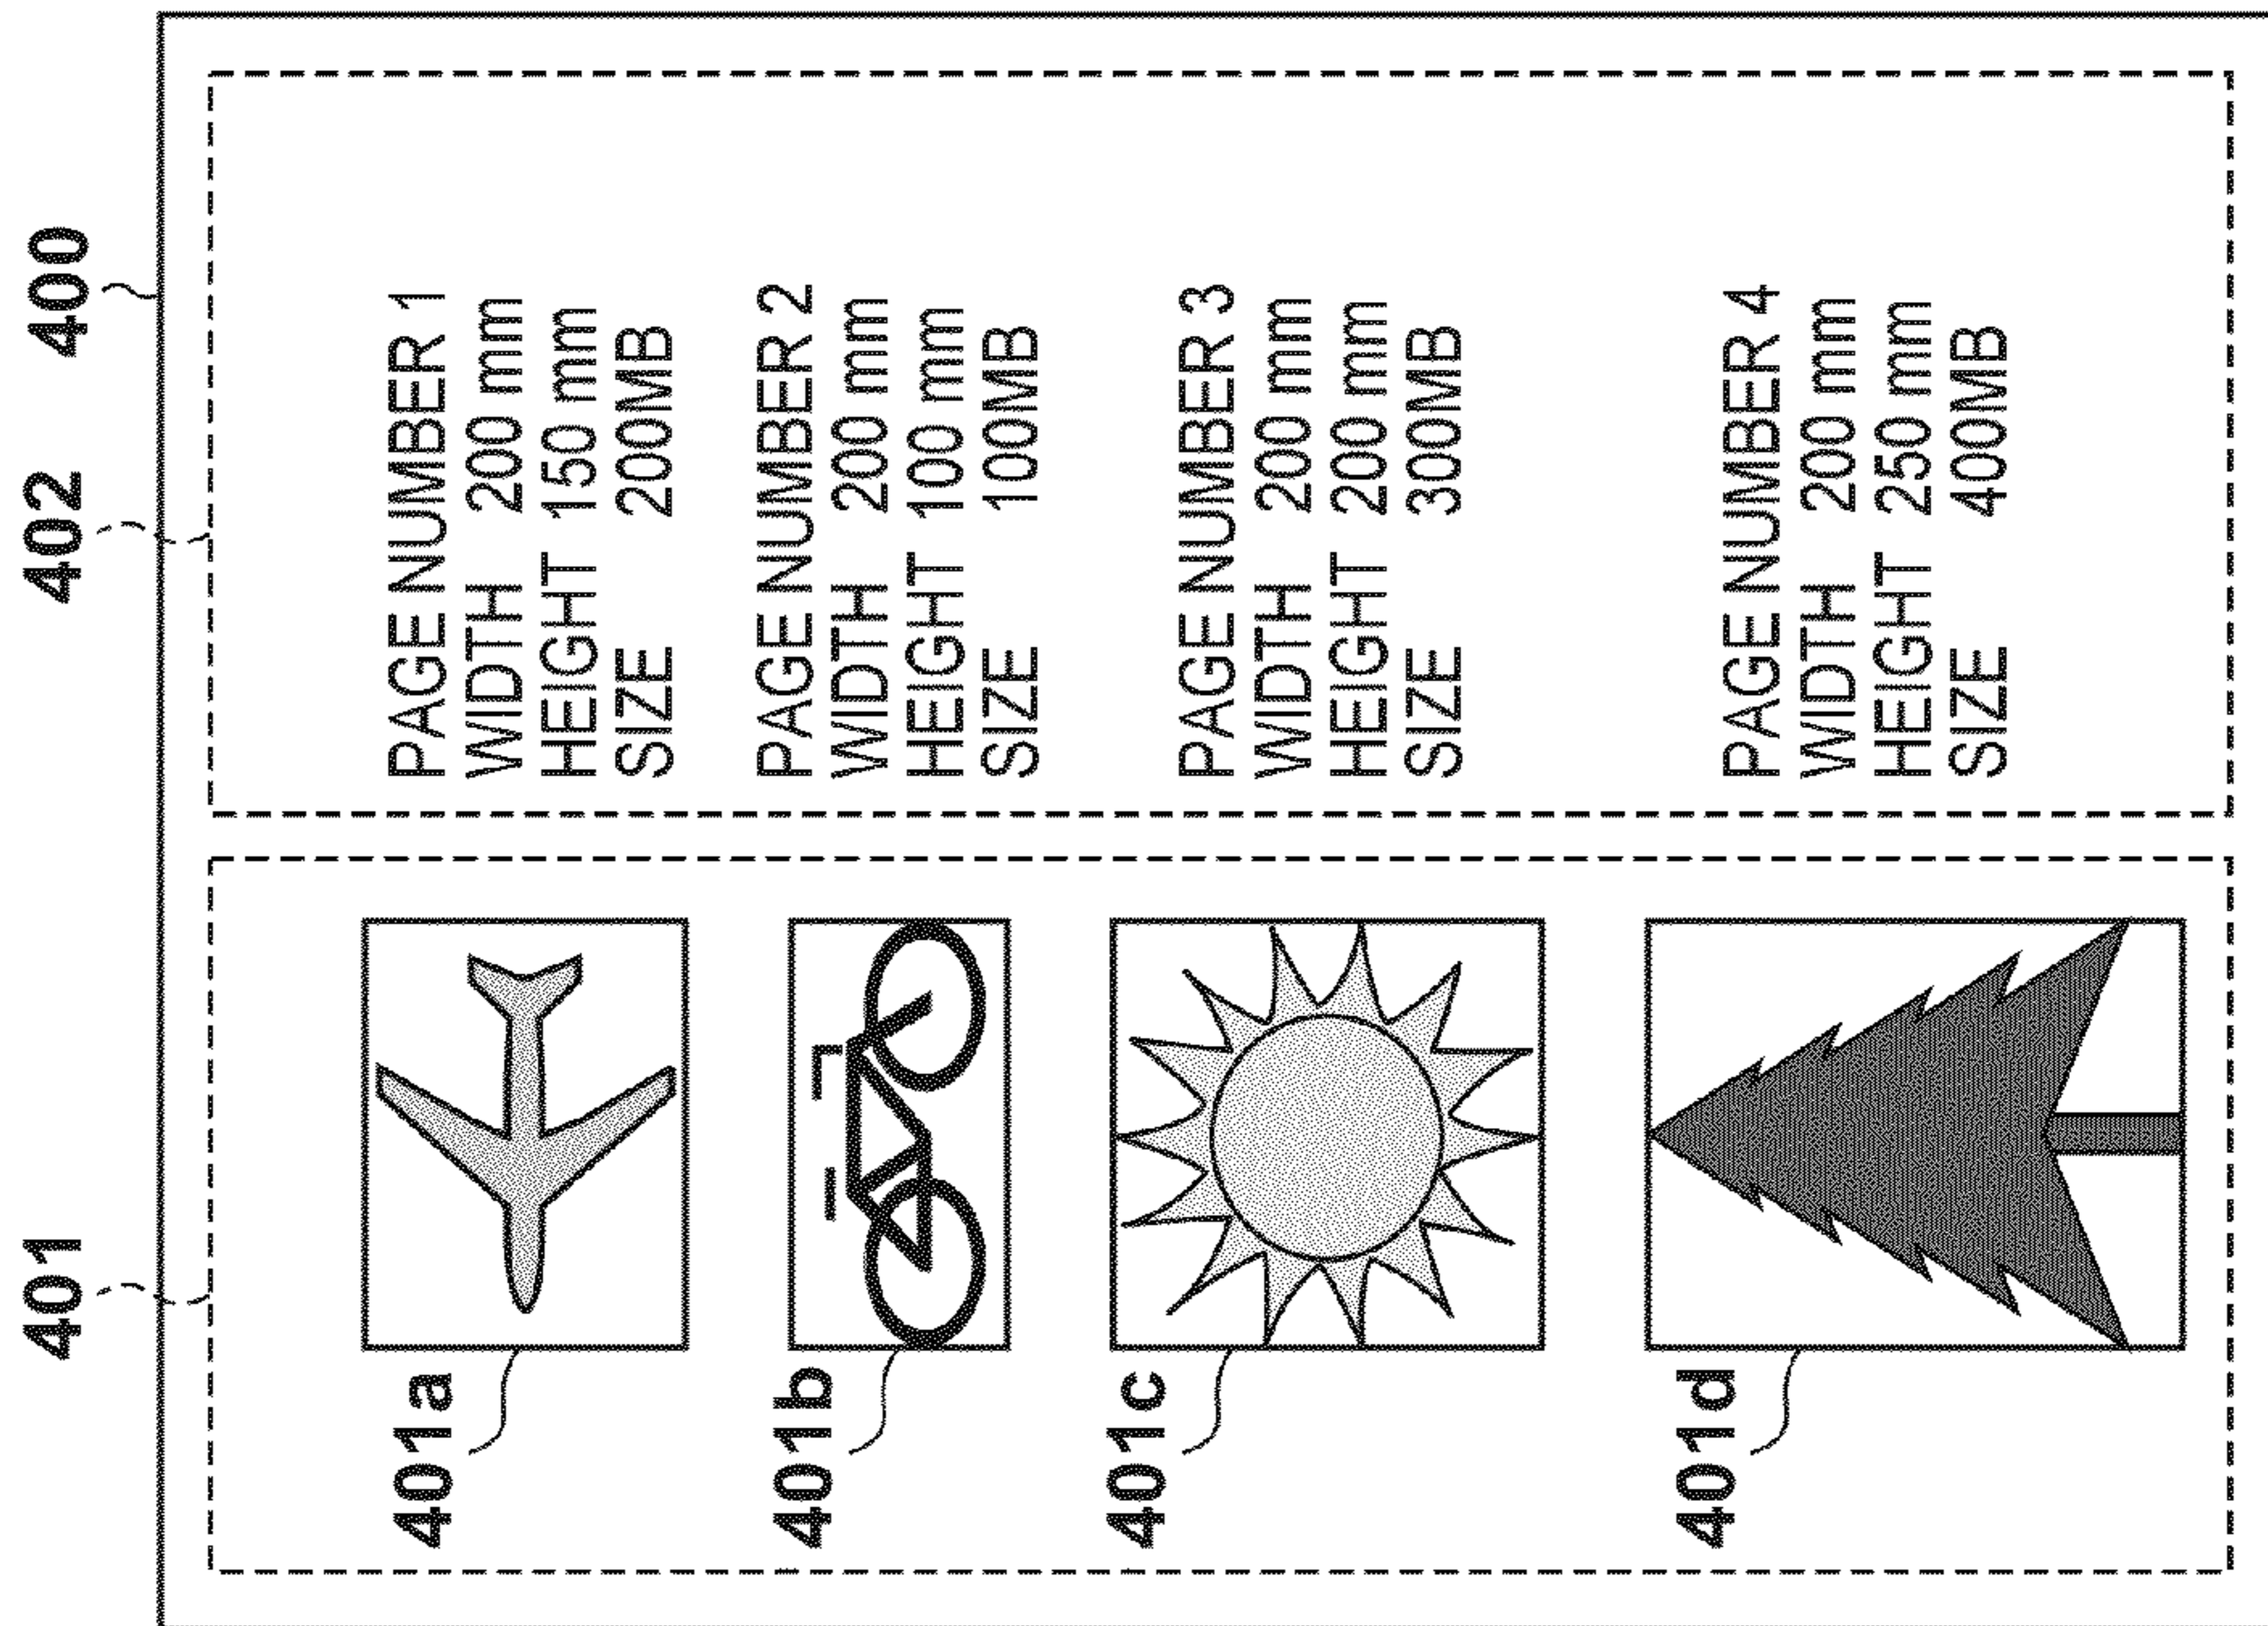 400
401
402
401a
PAGE NUMBER 1
WIDTH 200 mm
HEIGHT 150 mm
SIZE 200MB
401b
PAGE NUMBER 2
WIDTH 200 mm
HEIGHT 100 mm
SIZE 100MB
401c
PAGE NUMBER 3
WIDTH 200 mm
HEIGHT 200 mm
SIZE 300MB
401d
PAGE NUMBER 4
WIDTH 200 mm
HEIGHT 250 mm
SIZE 400MB